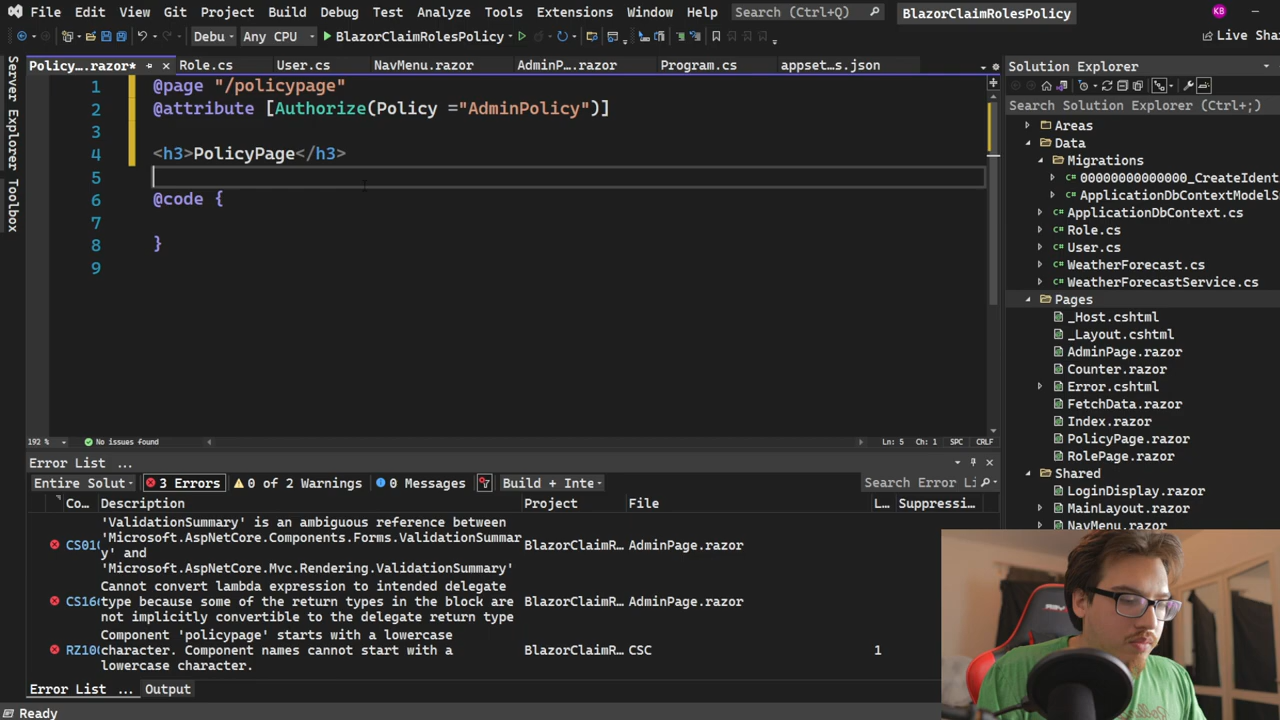 File Edit View Git Project Build Debug Test Analyze Tools Extensions Window Help Search (Ctrl+Q) BlazorClaimRolesPolicy KB
Debu Any CPU BlazorClaimRolesPolicy Live Sha
Server Explorer
Toolbox
Policy....razor* Role.cs User.cs NavMenu.razor AdminP...razor Program.cs appset...s.json
1 @page "/policypage"
2 @attribute [Authorize(Policy ="AdminPolicy")]
3
4 <h3>PolicyPage</h3>
5
6 @code {
7
8 }
9
192 % No issues found Ln: 5 Ch: 1 SPC CRLF
Solution Explorer
Search Solution Explorer (Ctrl+;)
Areas
Data
Migrations
00000000000000_CreateIdent
ApplicationDbContextModelS
ApplicationDbContext.cs
Role.cs
User.cs
WeatherForecast.cs
WeatherForecastService.cs
Pages
_Host.cshtml
_Layout.cshtml
AdminPage.razor
Counter.razor
Error.cshtml
FetchData.razor
Index.razor
PolicyPage.razor
RolePage.razor
Shared
LoginDisplay.razor
MainLayout.razor
NavMenu.razor
Error List ...
Entire Solut 3 Errors 0 of 2 Warnings 0 Messages Build + Inte Search Error Li
Co... Description Project File L... Suppressi...
'ValidationSummary' is an ambiguous reference between
'Microsoft.AspNetCore.Components.Forms.ValidationSummar
CS01 y' and BlazorClaimR... AdminPage.razor
'Microsoft.AspNetCore.Mvc.Rendering.ValidationSummary'
Cannot convert lambda expression to intended delegate
CS16 type because some of the return types in the block are BlazorClaimR... AdminPage.razor
not implicitly convertible to the delegate return type
Component 'policypage' starts with a lowercase
RZ10 character. Component names cannot start with a BlazorClaimR... CSC 1
lowercase character.
Error List ... Output
Ready